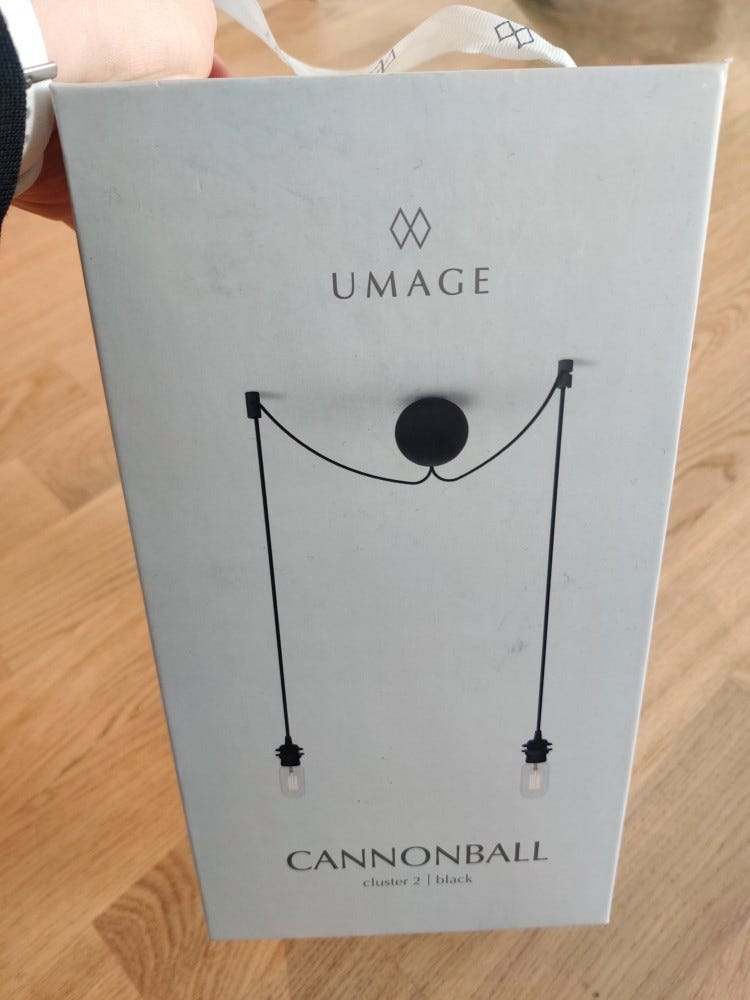 UMAGE
CANNONBALL
cluster 2 | black